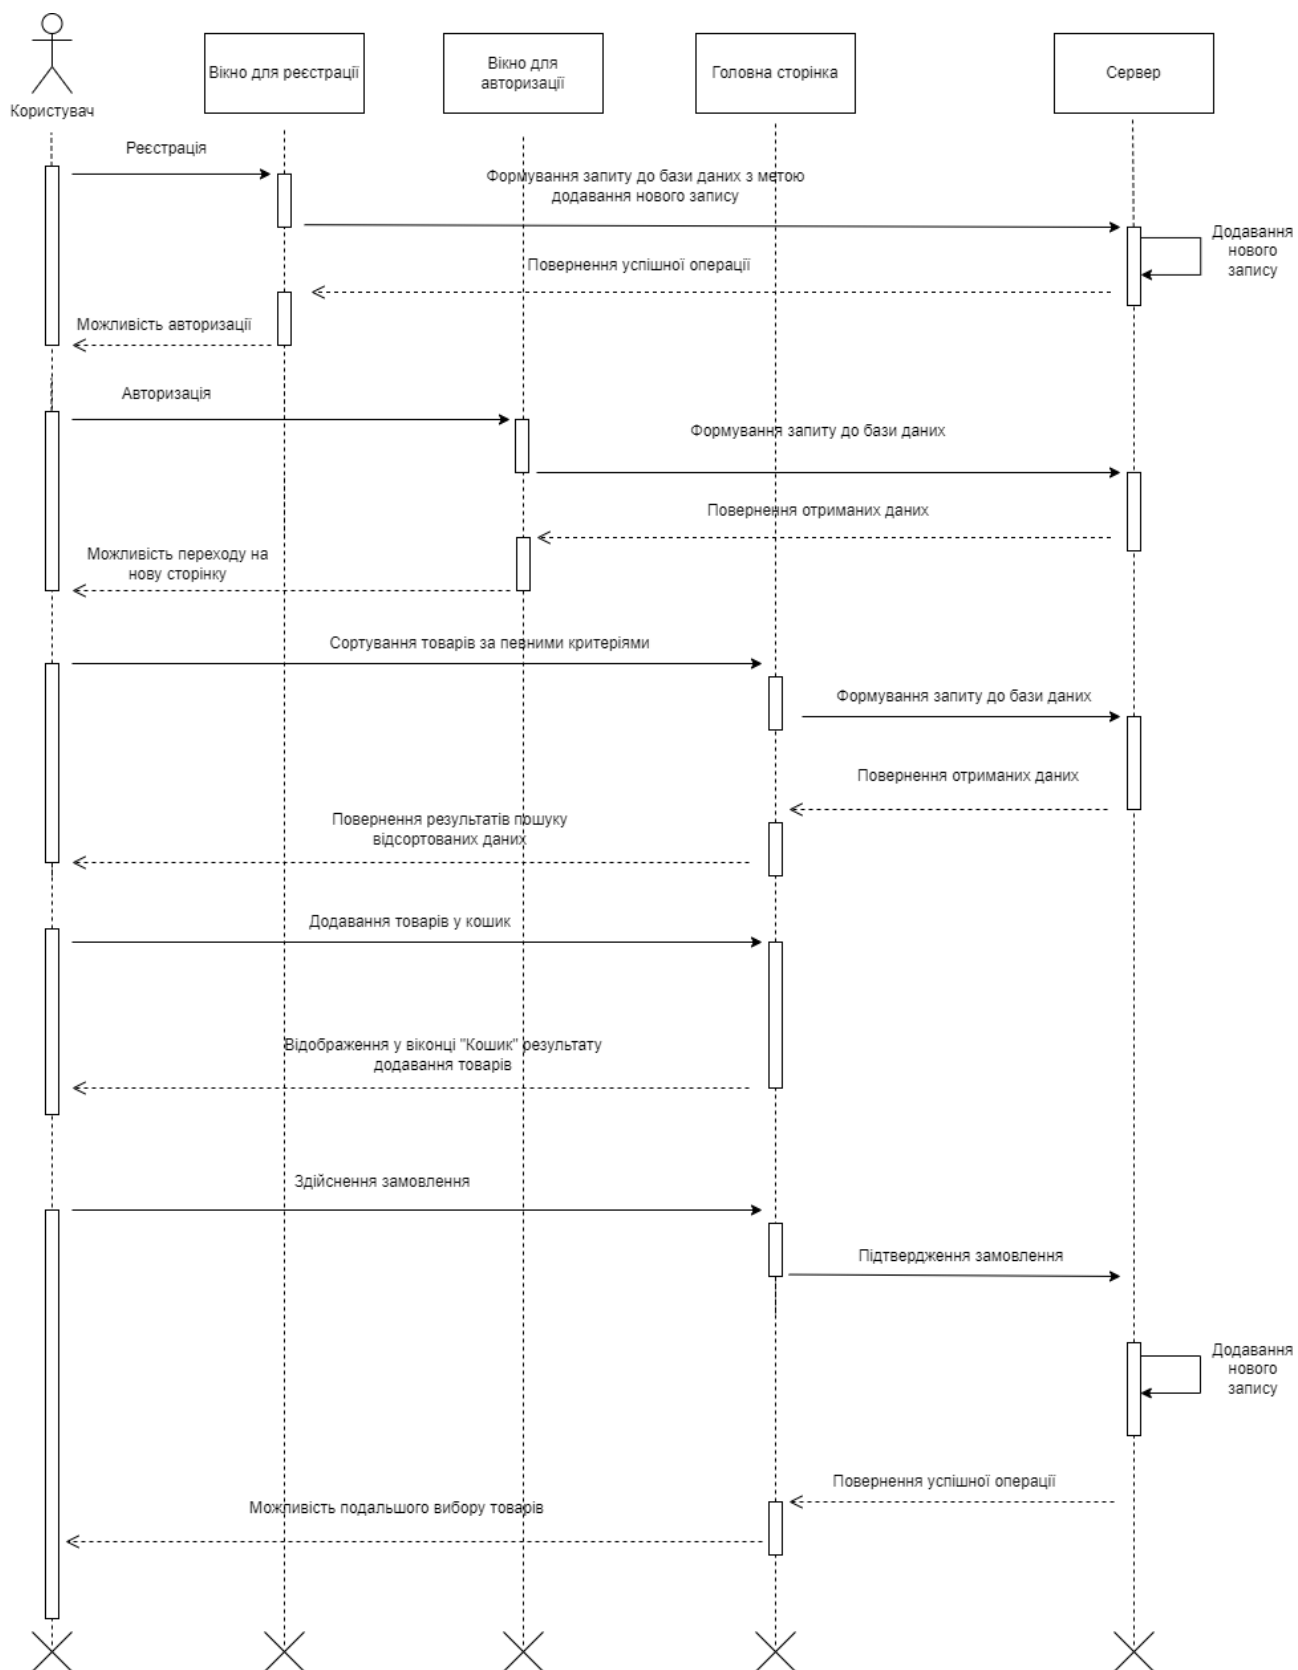 Користувач
Вікно для реєстрації
Вікно для
авторизації
Головна сторінка
Сервер
Реєстрація
Формування запиту до бази даних з метою
додавання нового запису
Додавання
нового
запису
Повернення успішної операції
Можливість авторизації
Авторизація
Формування запиту до бази даних
Повернення отриманих даних
Можливість переходу на
нову сторінку
Сортування товарів за певними критеріями
Формування запиту до бази даних
Повернення отриманих даних
Повернення результатів пошуку
відсортованих даних
Додавання товарів у кошик
Відображення у віконці "Кошик" результату
додавання товарів
Здійснення замовлення
Підтвердження замовлення
Додавання
нового
запису
Повернення успішної операції
Можливість подальшого вибору товарів